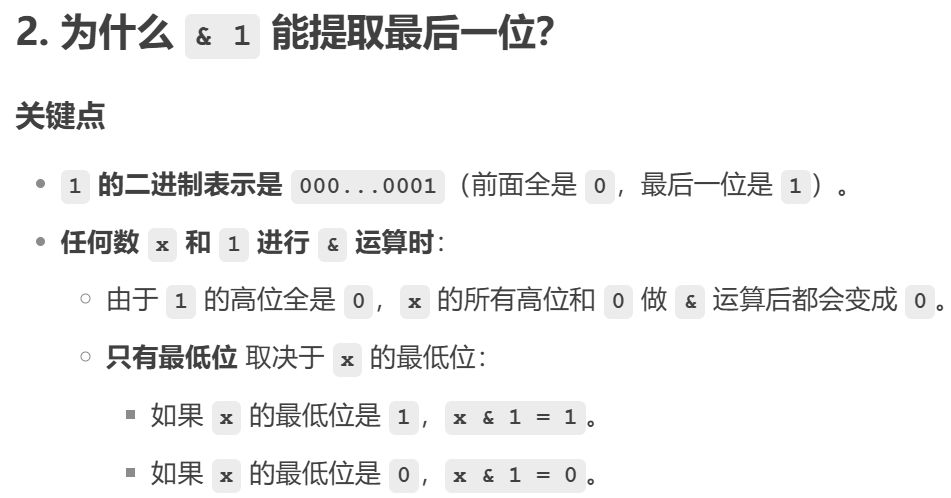 2. 为什么 & 1 能提取最后一位?
关键点
• 1 的二进制表示是 000...0001（前面全是 0，最后一位是 1）。
• 任何数 x 和 1 进行 & 运算时：
○ 由于 1 的高位全是 0，x 的所有高位和 0 做 & 运算后都会变成 0。
○ 只有最低位 取决于 x 的最低位：
▪ 如果 x 的最低位是 1，x & 1 = 1。
▪ 如果 x 的最低位是 0，x & 1 = 0。